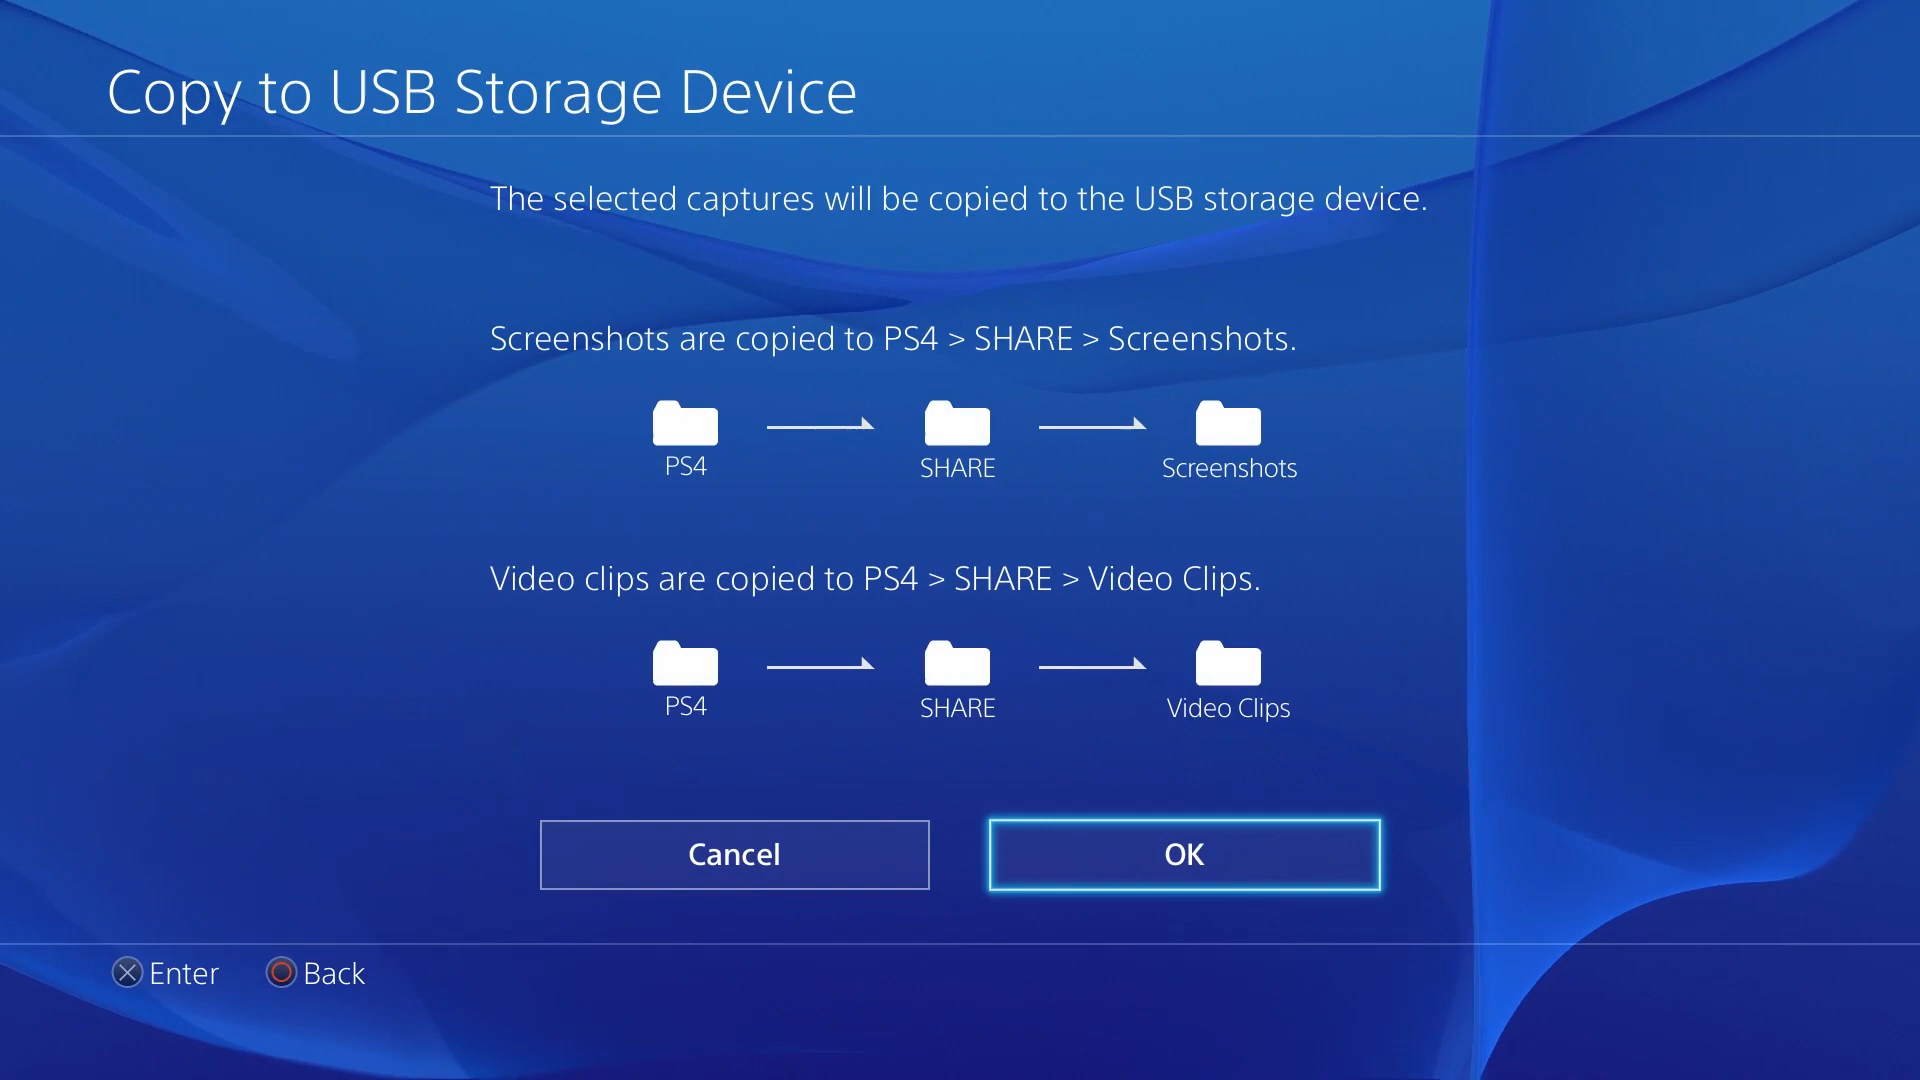 Copy to USB Storage Device
The selected captures will be copied to the USB storage device.
Screenshots are copied to PS4 > SHARE > Screenshots.
PS4 SHARE Screenshots
Video clips are copied to PS4 > SHARE > Video Clips.
PS4 SHARE Video Clips
Cancel OK
Enter Back